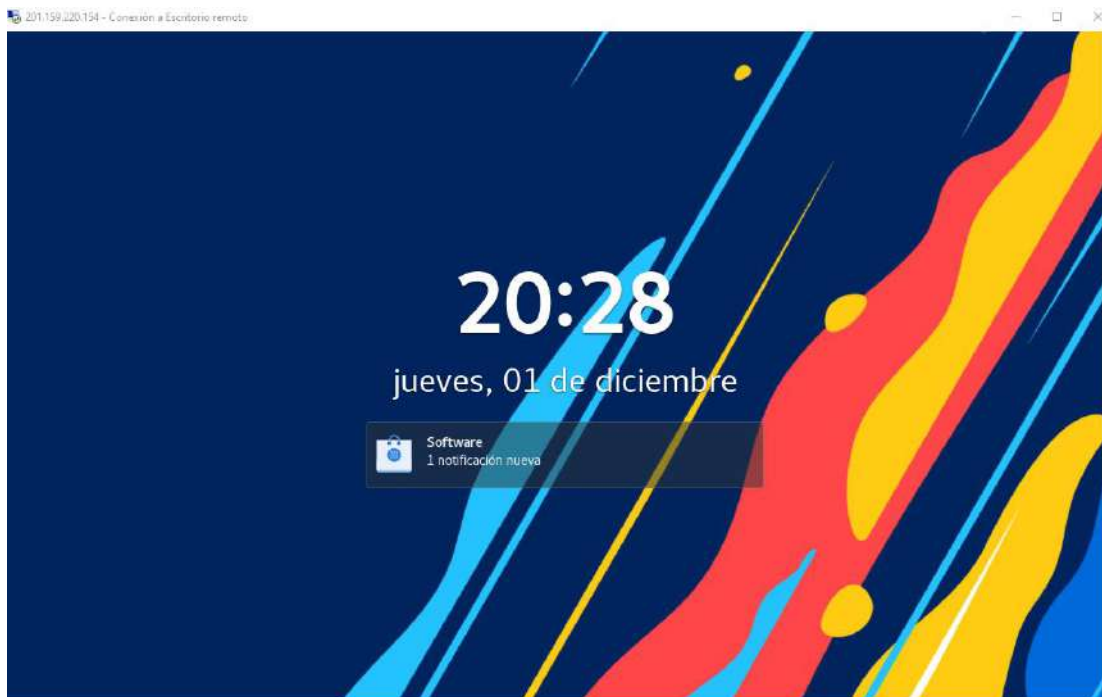 201.159.220.154 - Conexión a Escritorio remoto
20:28
jueves, 01 de diciembre
Software
1 notificación nueva